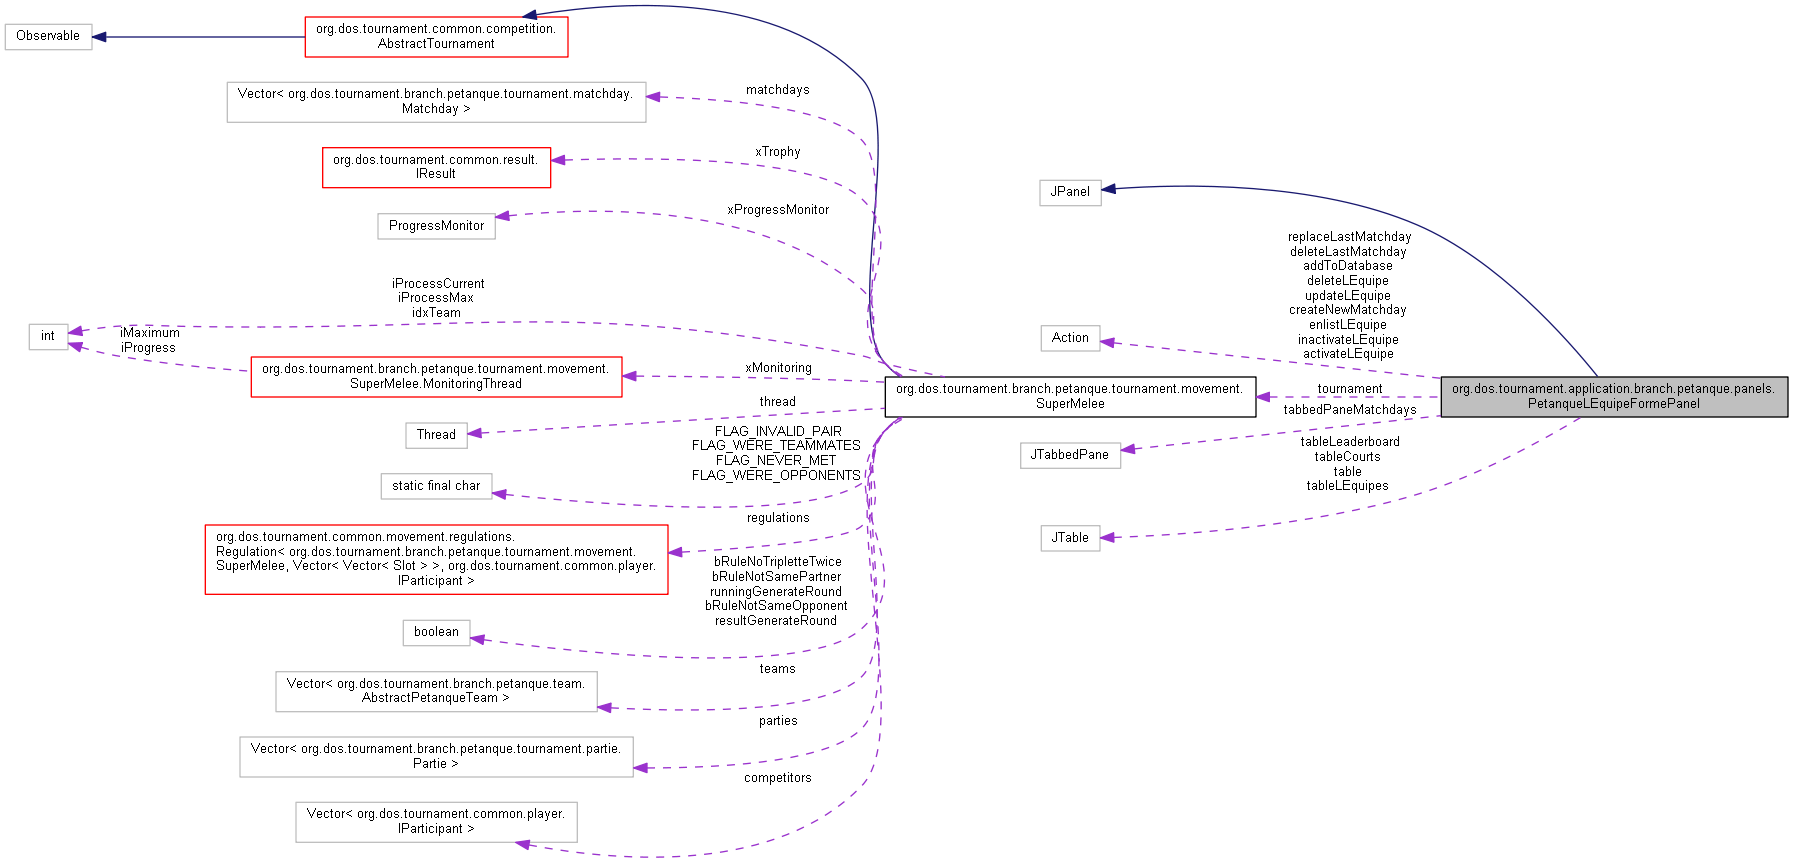 Observable
org.dos.tournament.common.competition.
AbstractTournament
Vector< org.dos.tournament.branch.petanque.tournament.matchday.
Matchday >
matchdays
org.dos.tournament.common.result.
IResult
xTrophy
ProgressMonitor
xProgressMonitor
int
iProcessCurrent
iProcessMax
idxTeam
iMaximum
iProgress
org.dos.tournament.branch.petanque.tournament.movement.
SuperMelee.MonitoringThread
xMonitoring
Thread
thread
static final char
FLAG_INVALID_PAIR
FLAG_WERE_TEAMMATES
FLAG_NEVER_MET
FLAG_WERE_OPPONENTS
org.dos.tournament.common.movement.regulations.
Regulation< org.dos.tournament.branch.petanque.tournament.movement.
SuperMelee, Vector< Vector< Slot > >, org.dos.tournament.common.player.
IParticipant >
regulations
boolean
bRuleNoTripletteTwice
bRuleNotSamePartner
runningGenerateRound
bRuleNotSameOpponent
resultGenerateRound
Vector< org.dos.tournament.branch.petanque.team.
AbstractPetanqueTeam >
teams
Vector< org.dos.tournament.branch.petanque.tournament.partie.
Partie >
parties
Vector< org.dos.tournament.common.player.
IParticipant >
competitors
org.dos.tournament.branch.petanque.tournament.movement.
SuperMelee
JPanel
Action
replaceLastMatchday
deleteLastMatchday
addToDatabase
deleteLEquipe
updateLEquipe
createNewMatchday
enlistLEquipe
inactivateLEquipe
activateLEquipe
tournament
JTabbedPane
tabbedPaneMatchdays
JTable
tableLeaderboard
tableCourts
table
tableLEquipes
org.dos.tournament.application.branch.petanque.panels.
PetanqueLEquipeFormePanel